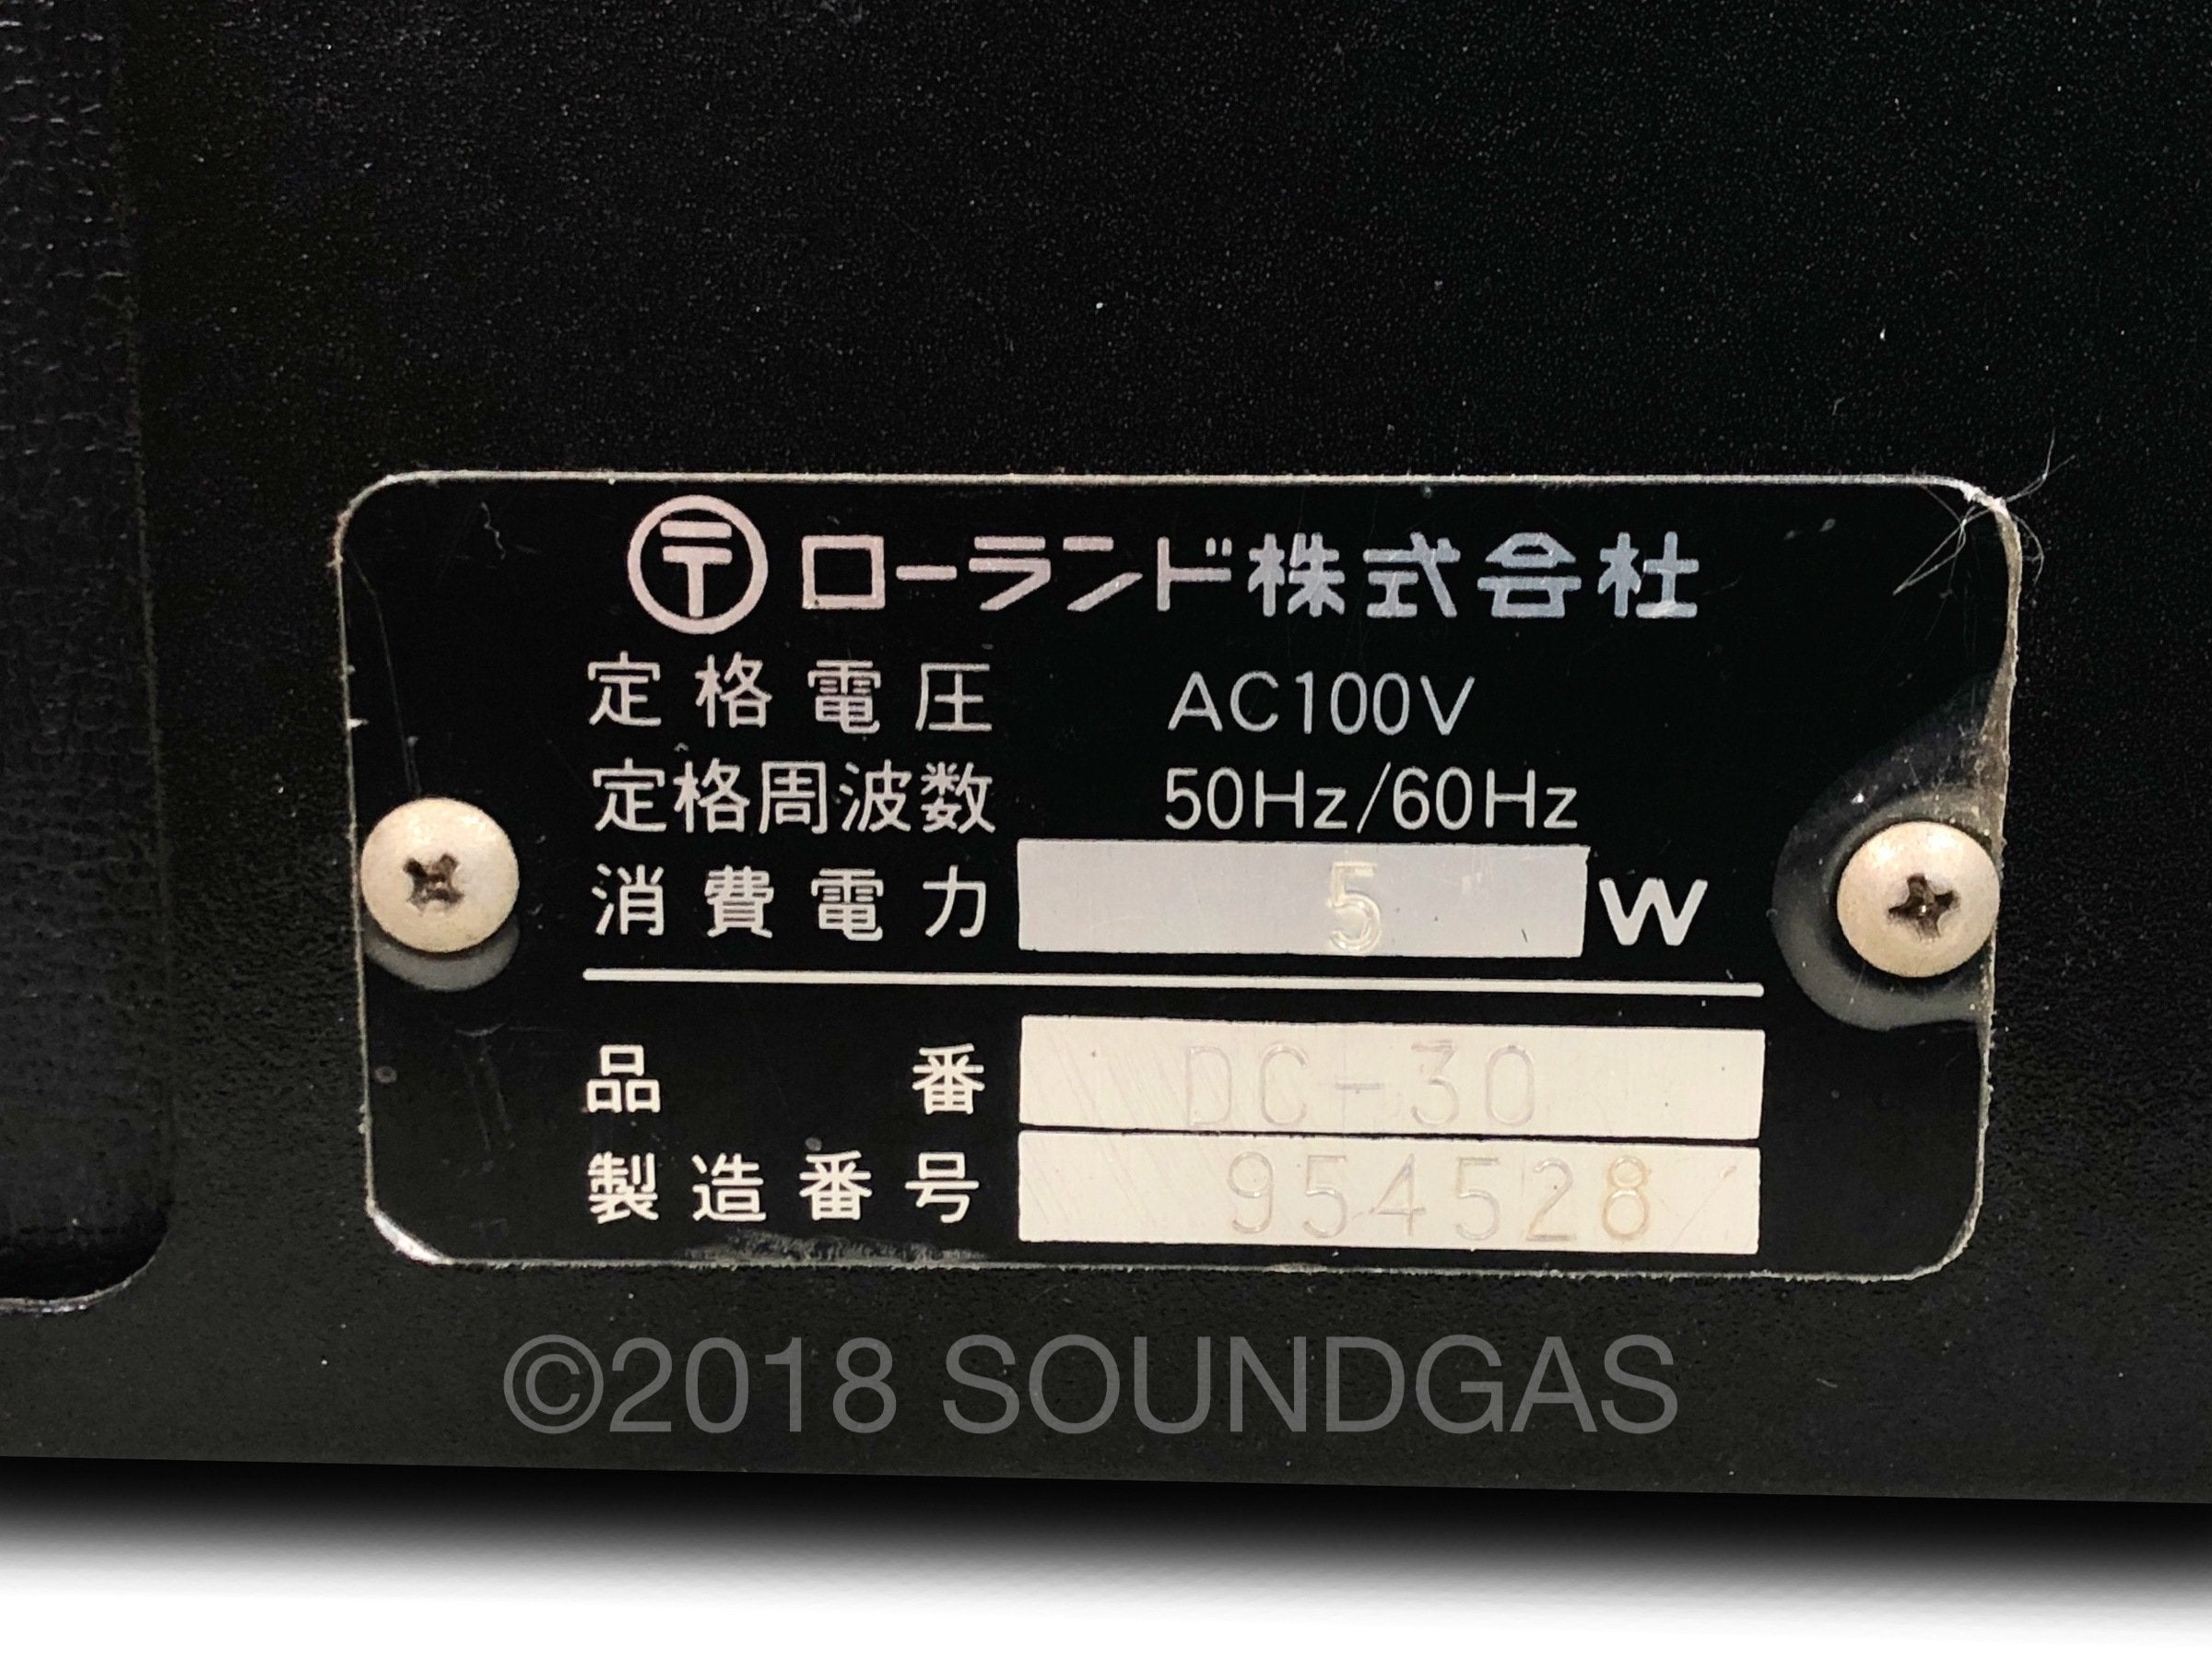 〒 ローランド株式会社
定格電圧 AC100V
定格周波数 50Hz/60Hz
消費電力 5 W
品番 DC-30
製造番号 954528
©2018 SOUNDGAS